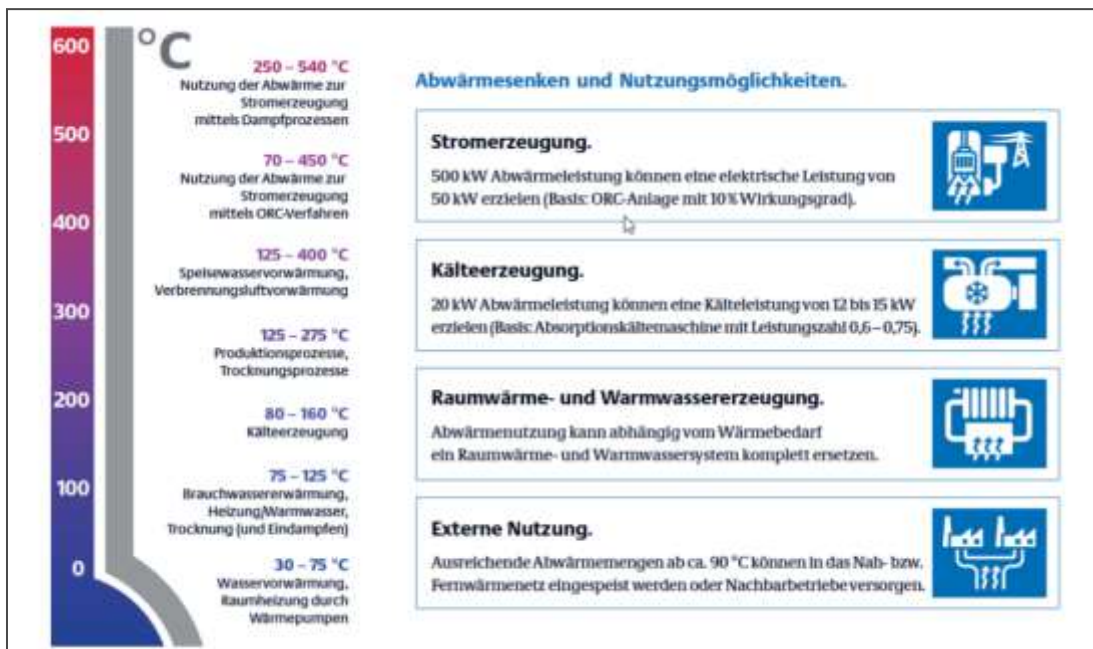 °C
600
500
400
300
200
100
0
250 – 540 °C
Nutzung der Abwärme zur
Stromerzeugung
mittels Dampfprozessen
70 – 450 °C
Nutzung der Abwärme zur
Stromerzeugung
mittels ORC-Verfahren
125 – 400 °C
Speisewasservorwärmung,
Verbrennungsluftvorwärmung
125 – 275 °C
Produktionsprozesse,
Trocknungsprozesse
80 – 160 °C
Kälteerzeugung
75 – 125 °C
Brauchwassererwärmung,
Heizung/Warmwasser,
Trocknung (und Eindampfen)
30 – 75 °C
Wasservorwärmung,
Raumheizung durch
Wärmepumpen
Abwärmesenken und Nutzungsmöglichkeiten.
Stromerzeugung.
500 kW Abwärmeleistung können eine elektrische Leistung von
50 kW erzielen (Basis: ORC-Anlage mit 10 % Wirkungsgrad).
Kälteerzeugung.
20 kW Abwärmeleistung können eine Kälteleistung von 12 bis 15 kW
erzielen (Basis: Absorptionskältemaschine mit Leistungszahl 0,6 – 0,75).
Raumwärme- und Warmwassererzeugung.
Abwärmenutzung kann abhängig vom Wärmebedarf
ein Raumwärme- und Warmwassersystem komplett ersetzen.
Externe Nutzung.
Ausreichende Abwärmemengen ab ca. 90 °C können in das Nah- bzw.
Fernwärmenetz eingespeist werden oder Nachbarbetriebe versorgen.